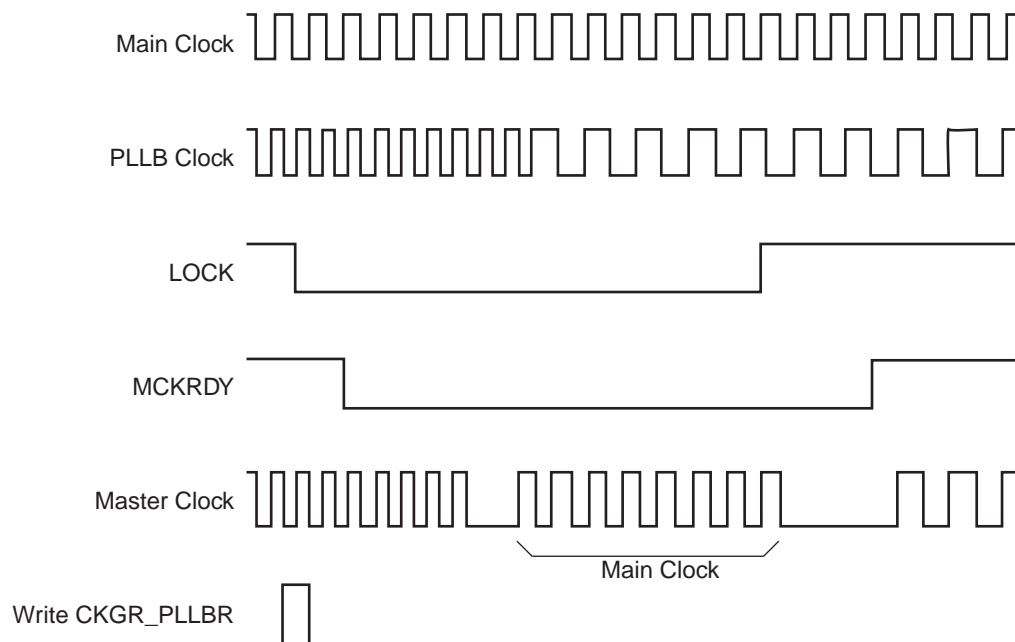 Main Clock
PLLB Clock
LOCK
MCKRDY
Master Clock
Main Clock
Write CKGR_PLLBR